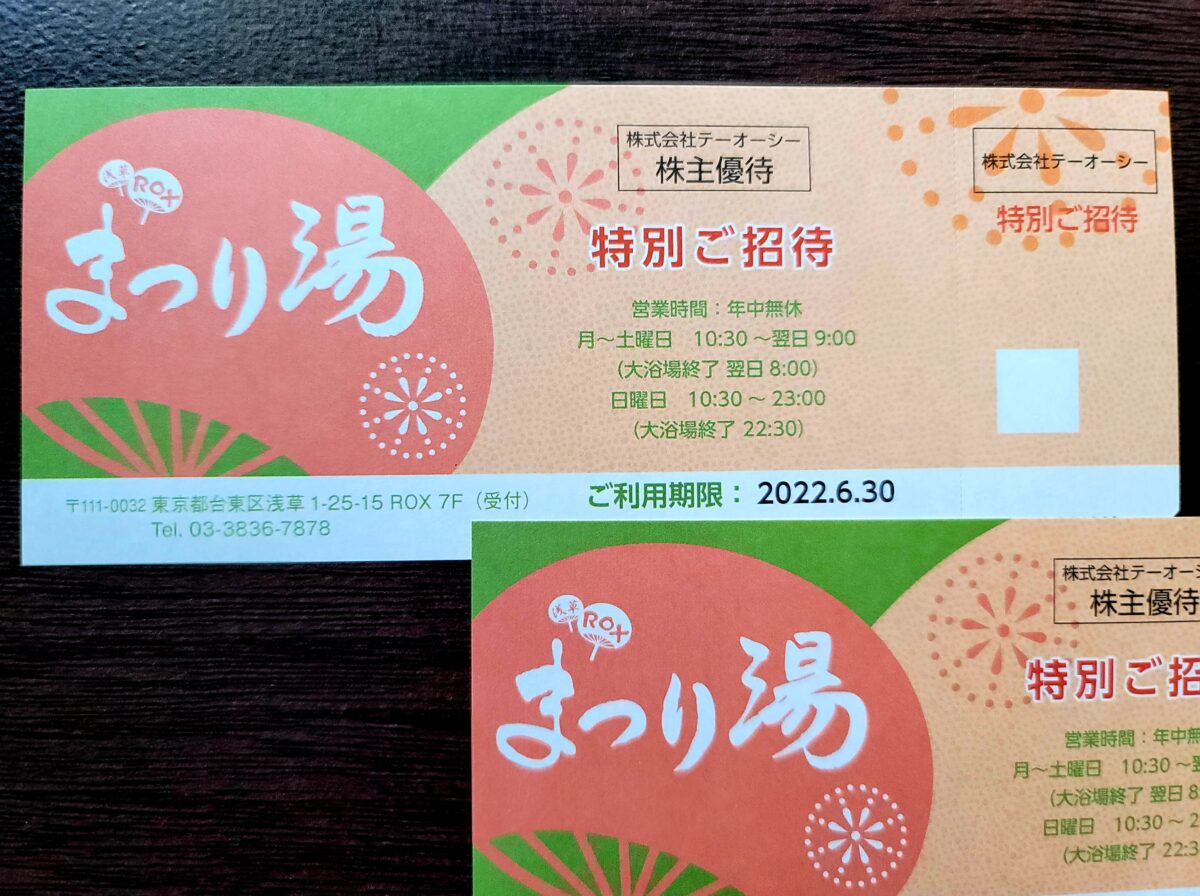 浅草 ROX
まつり湯
株式会社テーオーシー
株主優待
特別ご招待
営業時間：年中無休
月〜土曜日 10:30 〜翌日 9:00
(大浴場終了 翌日 8:00)
日曜日 10:30 〜 23:00
(大浴場終了 22:30)
〒111-0032 東京都台東区浅草 1-25-15 ROX 7F（受付）
Tel. 03-3836-7878
ご利用期限： 2022.6.30
株式会社テーオーシー
特別ご招待
浅草 ROX
まつり湯
株式会社テーオーシ
株主優待
特別ご招
営業時間：年中無
月〜土曜日 10:30 〜翌
(大浴場終了 翌日 8:
日曜日 10:30 〜 2
(大浴場終了 22:3